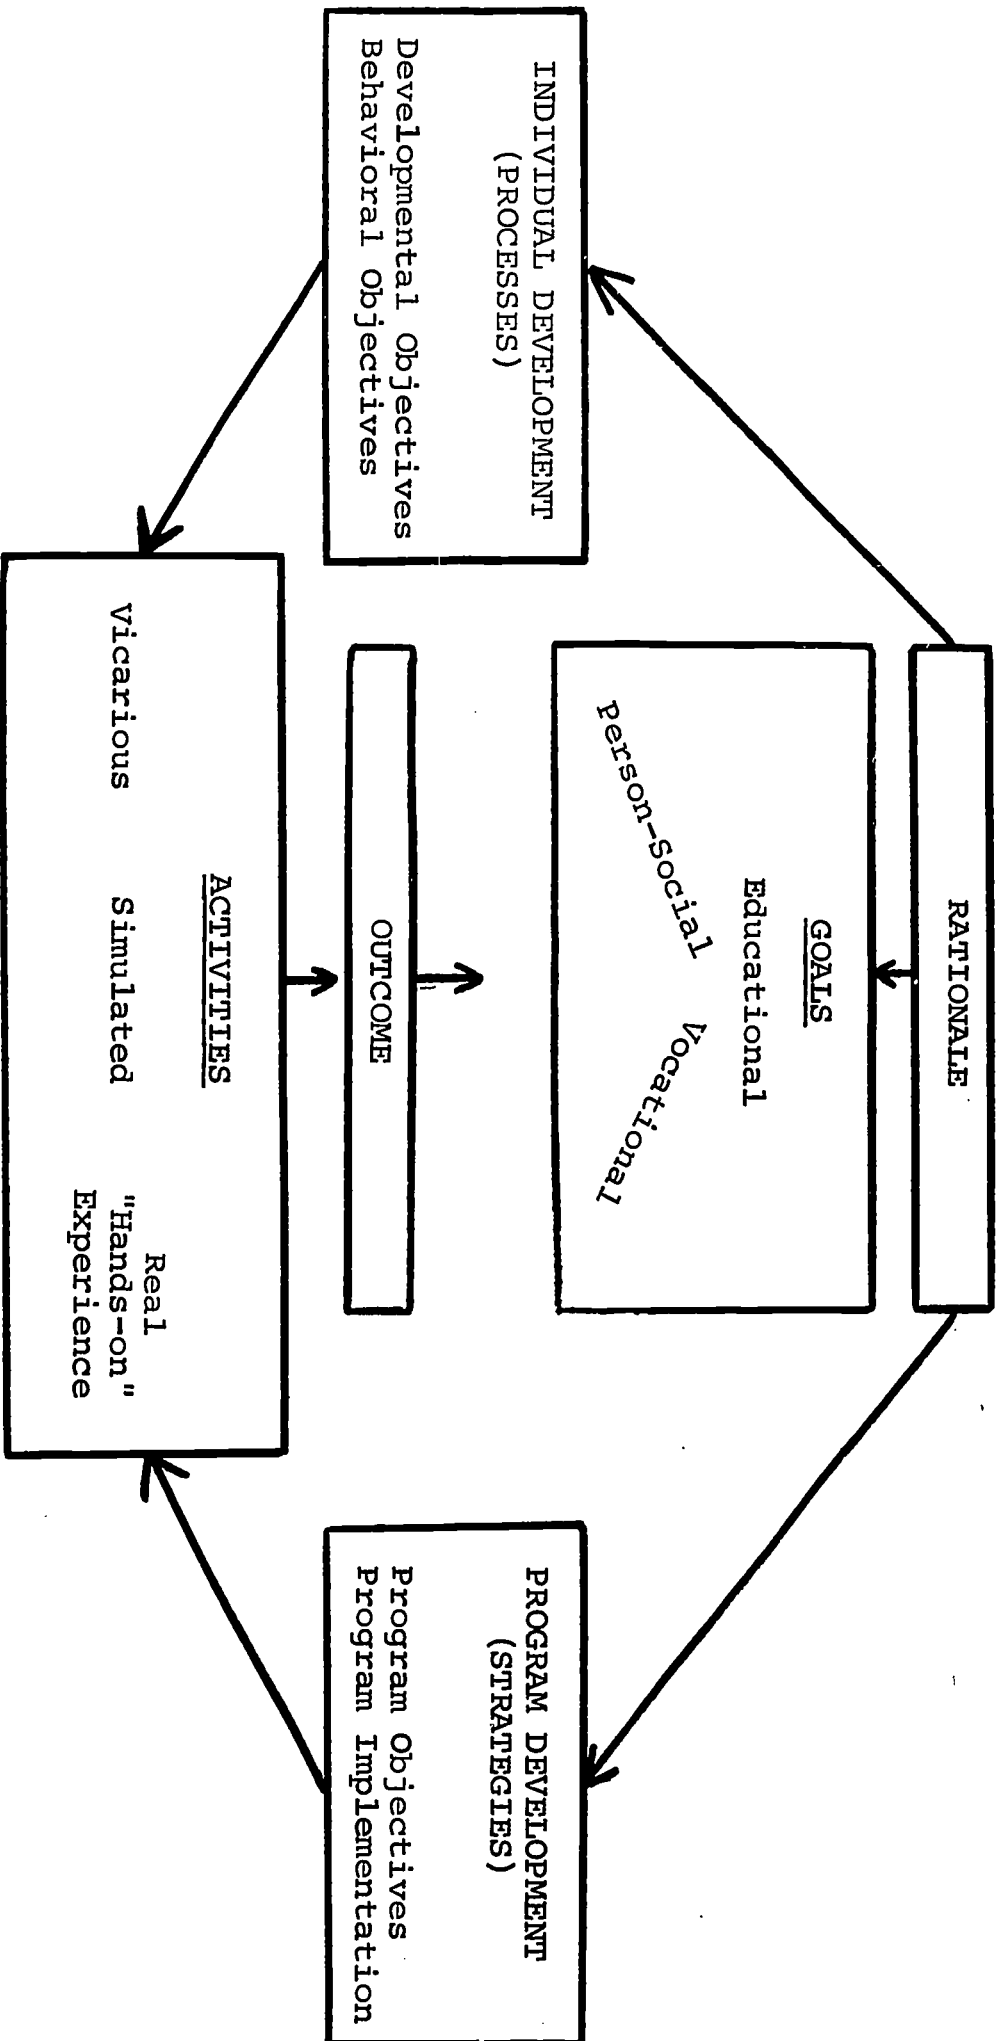 RATIONALE
GOALS
Educational
Person-Social
Vocational
INDIVIDUAL DEVELOPMENT
(PROCESSES)
Developmental Objectives
Behavioral Objectives
PROGRAM DEVELOPMENT
(STRATEGIES)
Program Objectives
Program Implementation
OUTCOME
ACTIVITIES
Vicarious
Simulated
Real
"Hands-on"
Experience